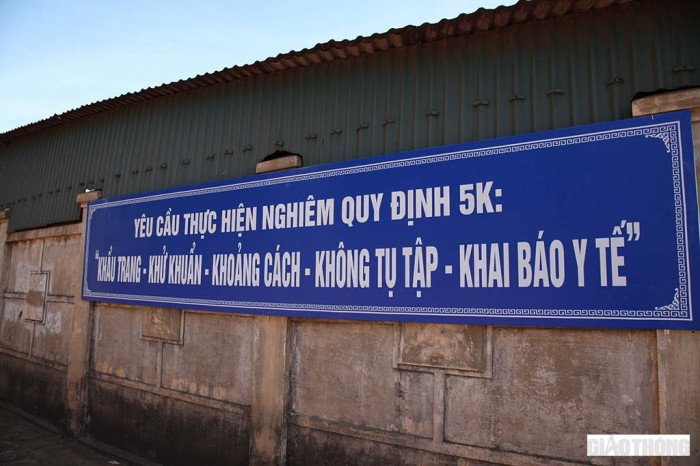 YÊU CẦU THỰC HIỆN NGHIÊM QUY ĐỊNH 5K:
"KHẨU TRANG - KHỬ KHUẨN - KHOẢNG CÁCH - KHÔNG TỤ TẬP - KHAI BÁO Y TẾ"
GIAOTHÔNG